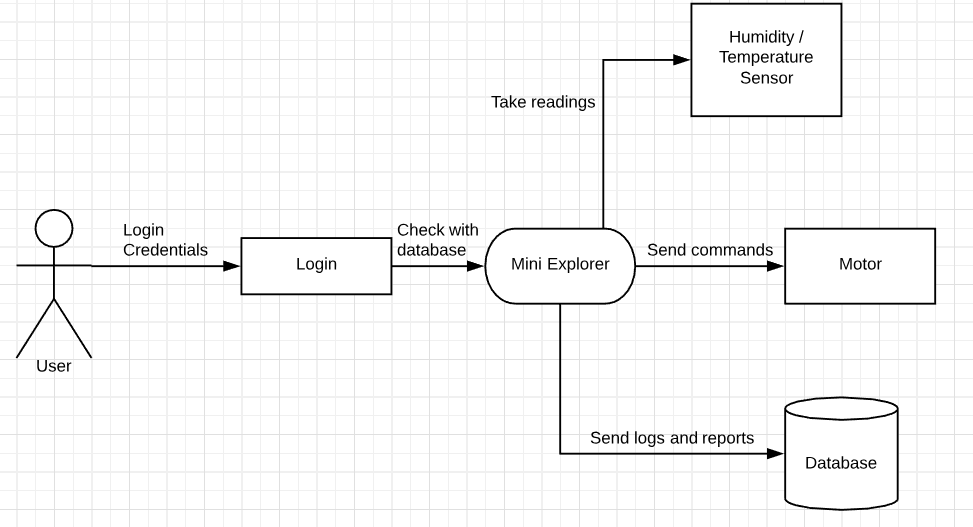 Humidity /
Temperature
Sensor
Take readings
Login
Credentials
Check with
database
Login
Mini Explorer
Send commands
Motor
User
Send logs and reports
Database